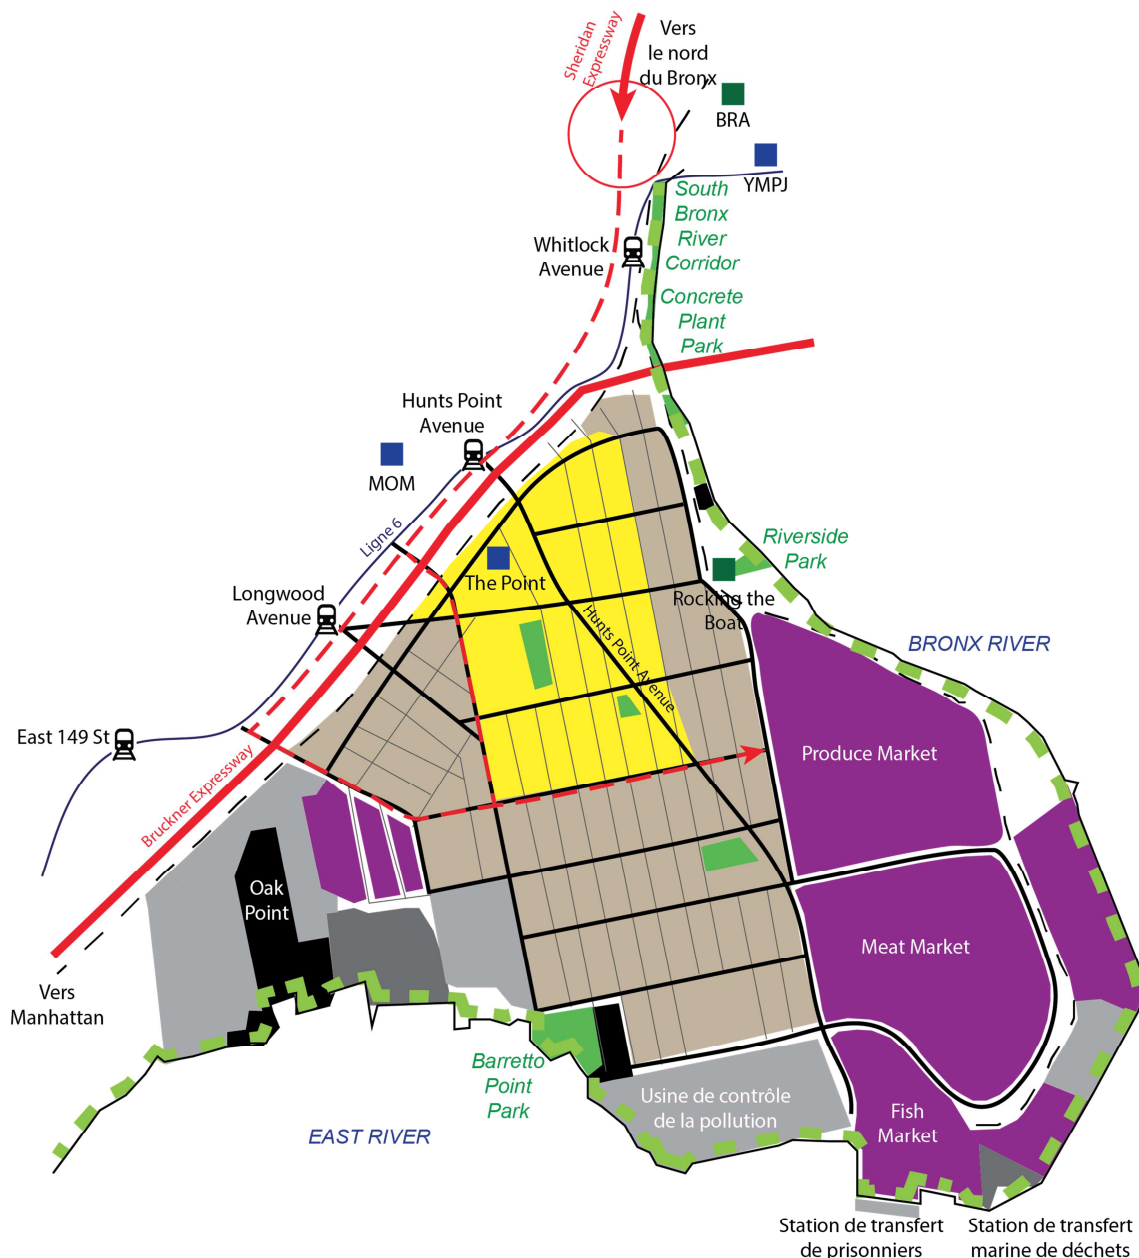 Sheridan
Expressway
Vers
le nord
du Bronx
BRA
YMPJ
South
Bronx
River
Corridor
Whitlock
Avenue
Concrete
Plant
Park
Hunts Point
Avenue
MOM
Ligne 6
The Point
Riverside
Park
Rocking the
Boat
Longwood
Avenue
Hunts Point Avenue
BRONX RIVER
East 149 St
Bruckner Expressway
Produce Market
Oak
Point
Meat Market
Vers
Manhattan
Barretto
Point
Park
Usine de contrôle
de la pollution
Fish
Market
EAST RIVER
Station de transfert
de prisonniers
Station de transfert
marine de déchets